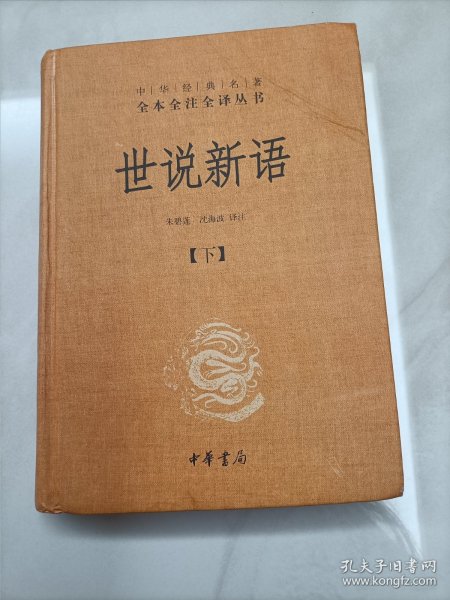 中华经典名著
全本全注全译丛书
世说新语
朱碧莲 沈海波 译注
【下】
中華書局
孔夫子旧书网
www.kongfz.com